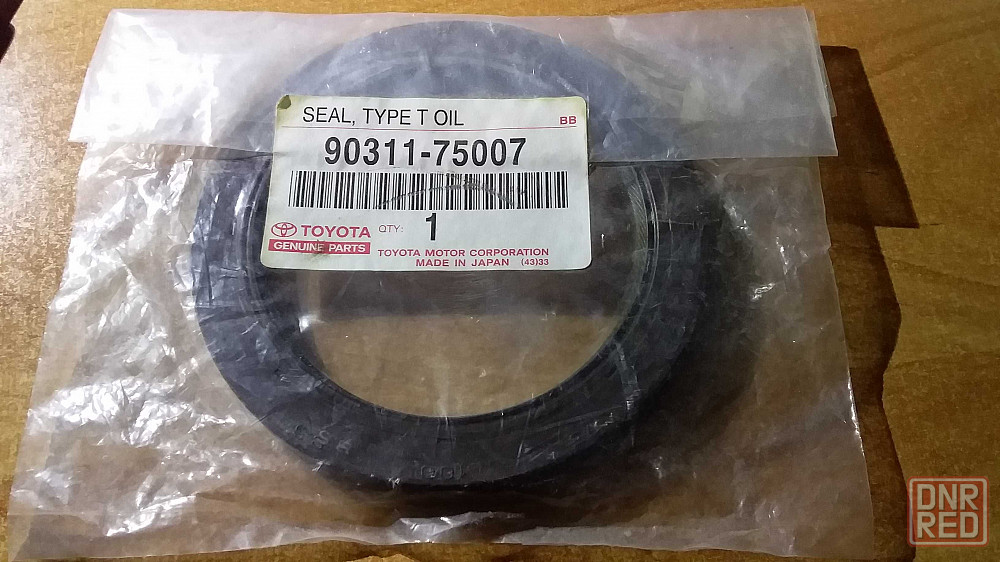 SEAL, TYPE T OIL
BB
90311-75007
TOYOTA
QTY: 1
GENUINE PARTS
TOYOTA MOTOR CORPORATION
MADE IN JAPAN (43)33
DNR
RED